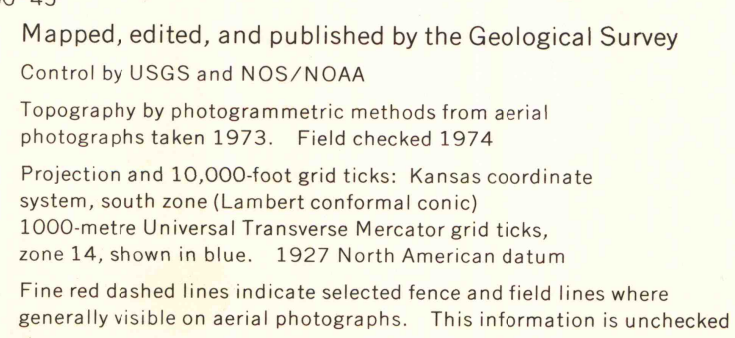 Mapped, edited, and published by the Geological Survey
Control by USGS and NOS/NOAA
Topography by photogrammetric methods from aerial
photographs taken 1973. Field checked 1974
Projection and 10,000-foot grid ticks: Kansas coordinate
system, south zone (Lambert conformal conic)
1000-metre Universal Transverse Mercator grid ticks,
zone 14, shown in blue. 1927 North American datum
Fine red dashed lines indicate selected fence and field lines where
generally visible on aerial photographs. This information is unchecked